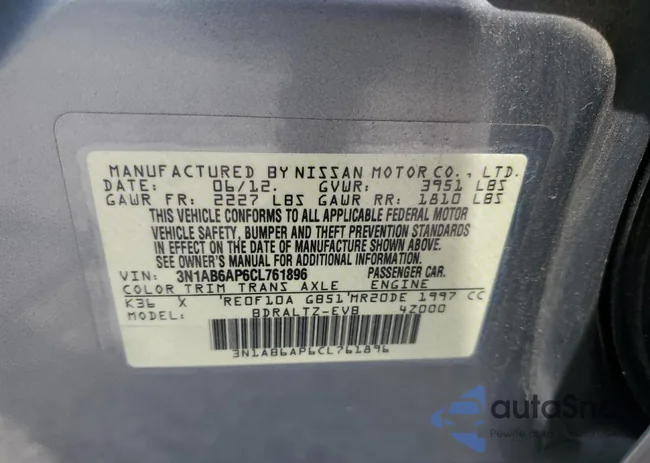 MANUFACTURED BY NISSAN MOTOR CO., LTD.
DATE: 06/12. GVWR: 3951 LBS
GAWR FR: 2227 LBS GAWR RR: 1810 LBS
THIS VEHICLE CONFORMS TO ALL APPLICABLE FEDERAL MOTOR
VEHICLE SAFETY, BUMPER AND THEFT PREVENTION STANDARDS
IN EFFECT ON THE DATE OF MANUFACTURE SHOWN ABOVE.
SEE OWNER'S MANUAL FOR ADDITIONAL INFORMATION.
VIN: 3N1AB6AP6CL761896 PASSENGER CAR.
COLOR TRIM TRANS AXLE ENGINE
K36 X 'RE0F10A GB51'MR20DE 1997 CC
MODEL: BDRALTZ-EVB 4Z000
3N1AB6AP6CL761896
autoSna
Pewne auto